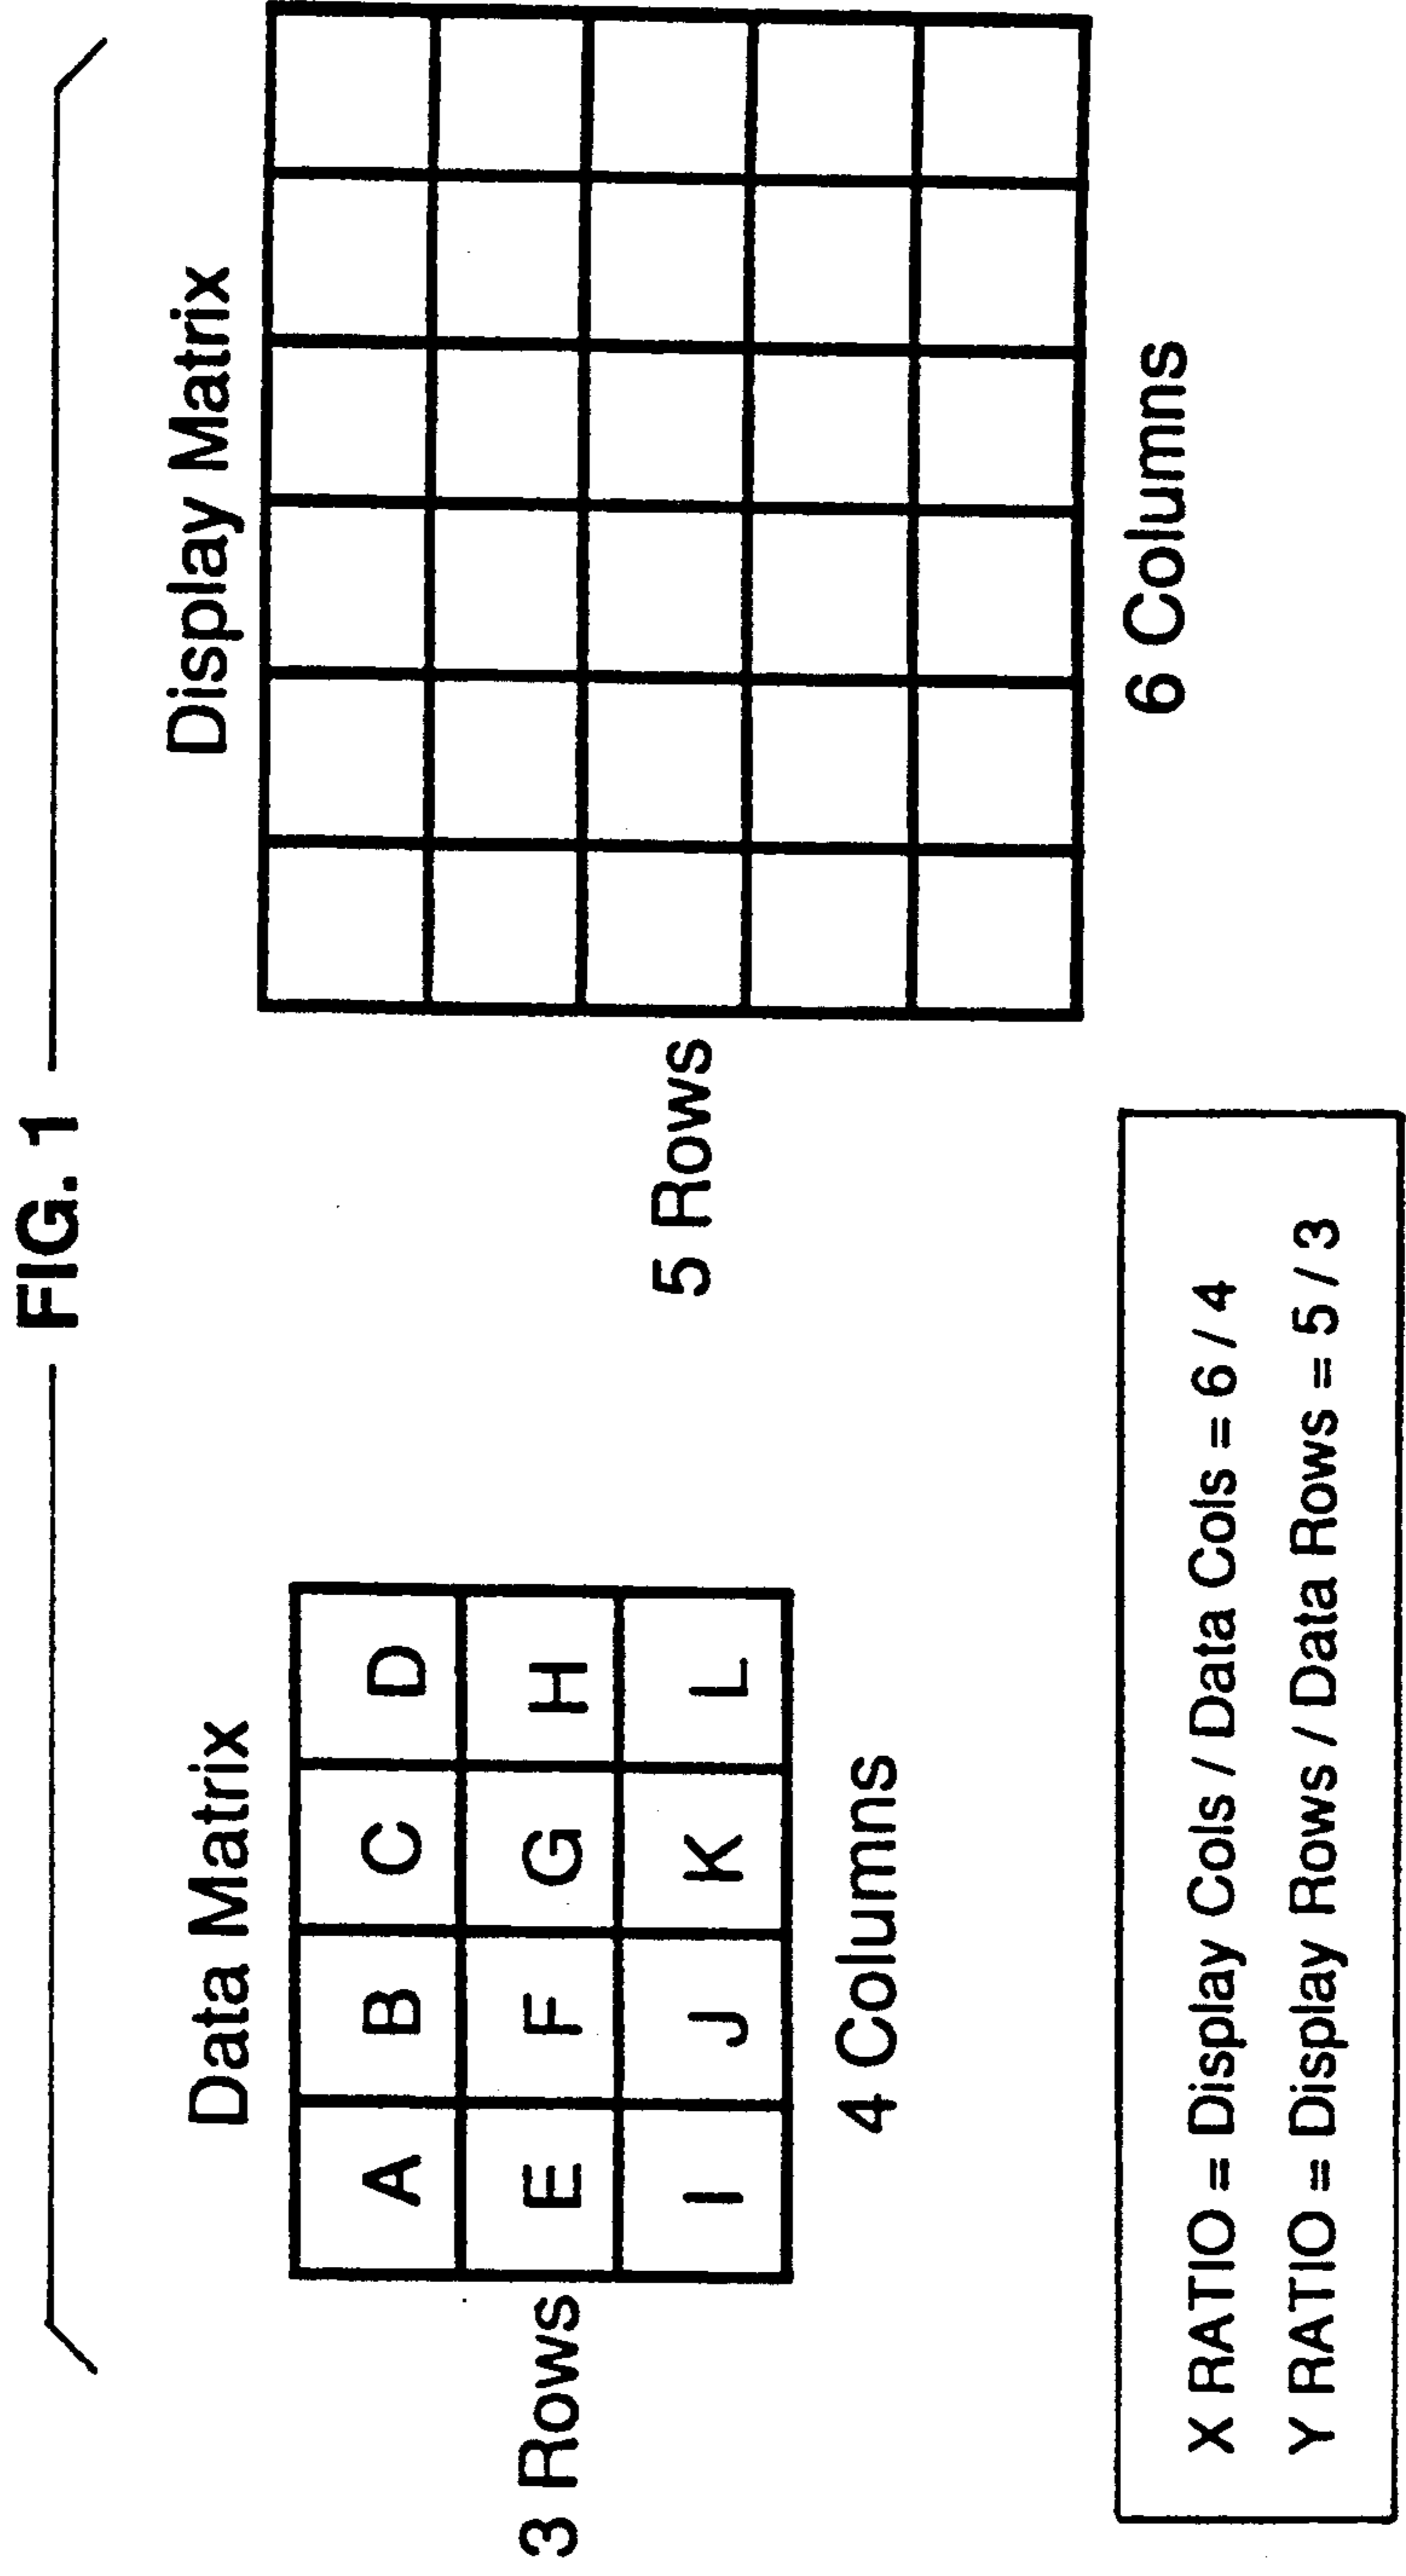 FIG. 1
Data Matrix
A B C D
E F G H
I J K L
3 Rows
4 Columns
Display Matrix
5 Rows
6 Columns
X RATIO = Display Cols / Data Cols = 6 / 4
Y RATIO = Display Rows / Data Rows = 5 / 3